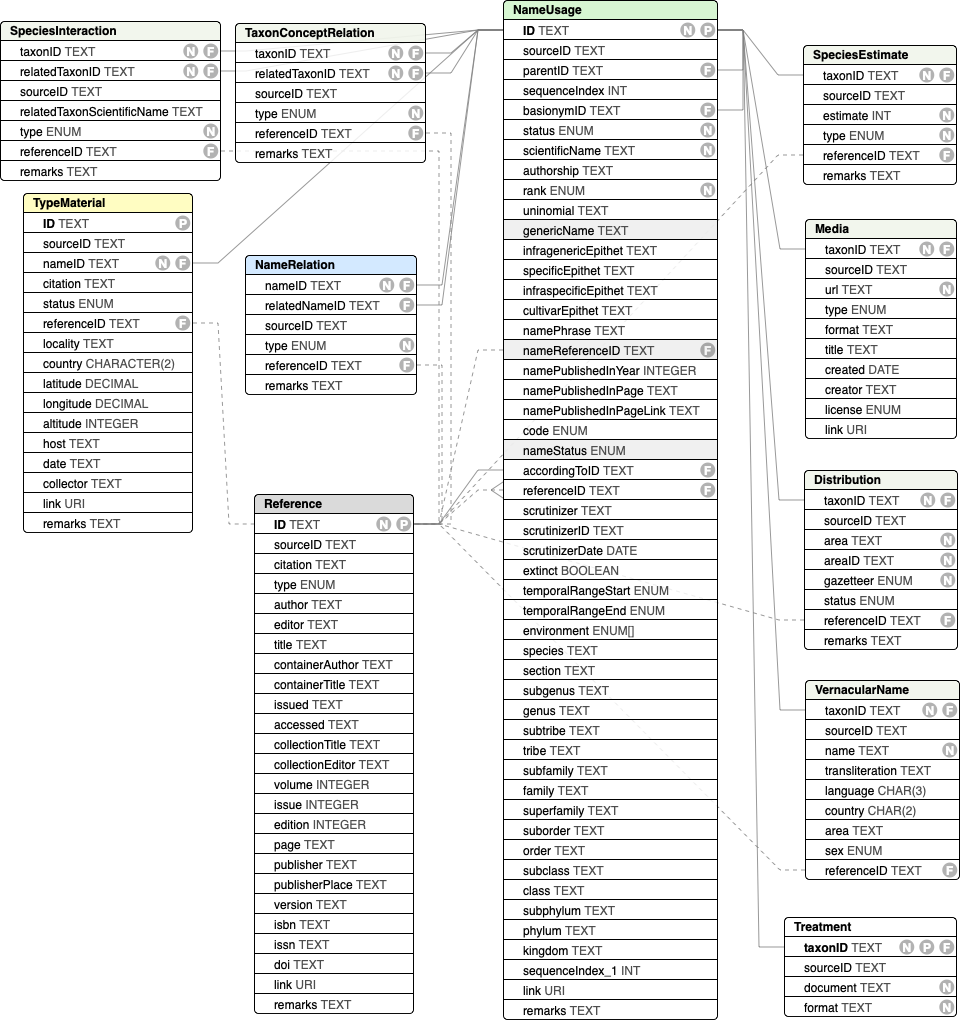 SpeciesInteraction
taxonID TEXT N F
relatedTaxonID TEXT N F
sourceID TEXT
relatedTaxonScientificName TEXT
type ENUM N
referenceID TEXT F
remarks TEXT
TaxonConceptRelation
taxonID TEXT N F
relatedTaxonID TEXT N F
sourceID TEXT
type ENUM N
referenceID TEXT F
remarks TEXT
TypeMaterial
ID TEXT P
sourceID TEXT
nameID TEXT N F
citation TEXT
status ENUM
referenceID TEXT F
locality TEXT
country CHARACTER(2)
latitude DECIMAL
longitude DECIMAL
altitude INTEGER
host TEXT
date TEXT
collector TEXT
link URI
remarks TEXT
NameRelation
nameID TEXT N F
relatedNameID TEXT F
sourceID TEXT
type ENUM N
referenceID TEXT F
remarks TEXT
Reference
ID TEXT N P
sourceID TEXT
citation TEXT
type ENUM
author TEXT
editor TEXT
title TEXT
containerAuthor TEXT
containerTitle TEXT
issued TEXT
accessed TEXT
collectionTitle TEXT
collectionEditor TEXT
volume INTEGER
issue INTEGER
edition INTEGER
page TEXT
publisher TEXT
publisherPlace TEXT
version TEXT
isbn TEXT
issn TEXT
doi TEXT
link URI
remarks TEXT
NameUsage
ID TEXT N P
sourceID TEXT
parentID TEXT F
sequenceIndex INT
basionymID TEXT F
status ENUM N
scientificName TEXT N
authorship TEXT
rank ENUM N
uninomial TEXT
genericName TEXT
infragenericEpithet TEXT
specificEpithet TEXT
infraspecificEpithet TEXT
cultivarEpithet TEXT
namePhrase TEXT
nameReferenceID TEXT F
namePublishedInYear INTEGER
namePublishedInPage TEXT
namePublishedInPageLink TEXT
code ENUM
nameStatus ENUM
accordingToID TEXT F
referenceID TEXT F
scrutinizer TEXT
scrutinizerID TEXT
scrutinizerDate DATE
extinct BOOLEAN
temporalRangeStart ENUM
temporalRangeEnd ENUM
environment ENUM[]
species TEXT
section TEXT
subgenus TEXT
genus TEXT
subtribe TEXT
tribe TEXT
subfamily TEXT
family TEXT
superfamily TEXT
suborder TEXT
order TEXT
subclass TEXT
class TEXT
subphylum TEXT
phylum TEXT
kingdom TEXT
sequenceIndex_1 INT
link URI
remarks TEXT
SpeciesEstimate
taxonID TEXT N F
sourceID TEXT
estimate INT N
type ENUM N
referenceID TEXT F
remarks TEXT
Media
taxonID TEXT N F
sourceID TEXT
url TEXT N
type ENUM
format TEXT
title TEXT
created DATE
creator TEXT
license ENUM
link URI
Distribution
taxonID TEXT N F
sourceID TEXT
area TEXT N
areaID TEXT N
gazetteer ENUM N
status ENUM
referenceID TEXT F
remarks TEXT
VernacularName
taxonID TEXT N F
sourceID TEXT
name TEXT N
transliteration TEXT
language CHAR(3)
country CHAR(2)
area TEXT
sex ENUM
referenceID TEXT F
Treatment
taxonID TEXT N P F
sourceID TEXT
document TEXT N
format TEXT N